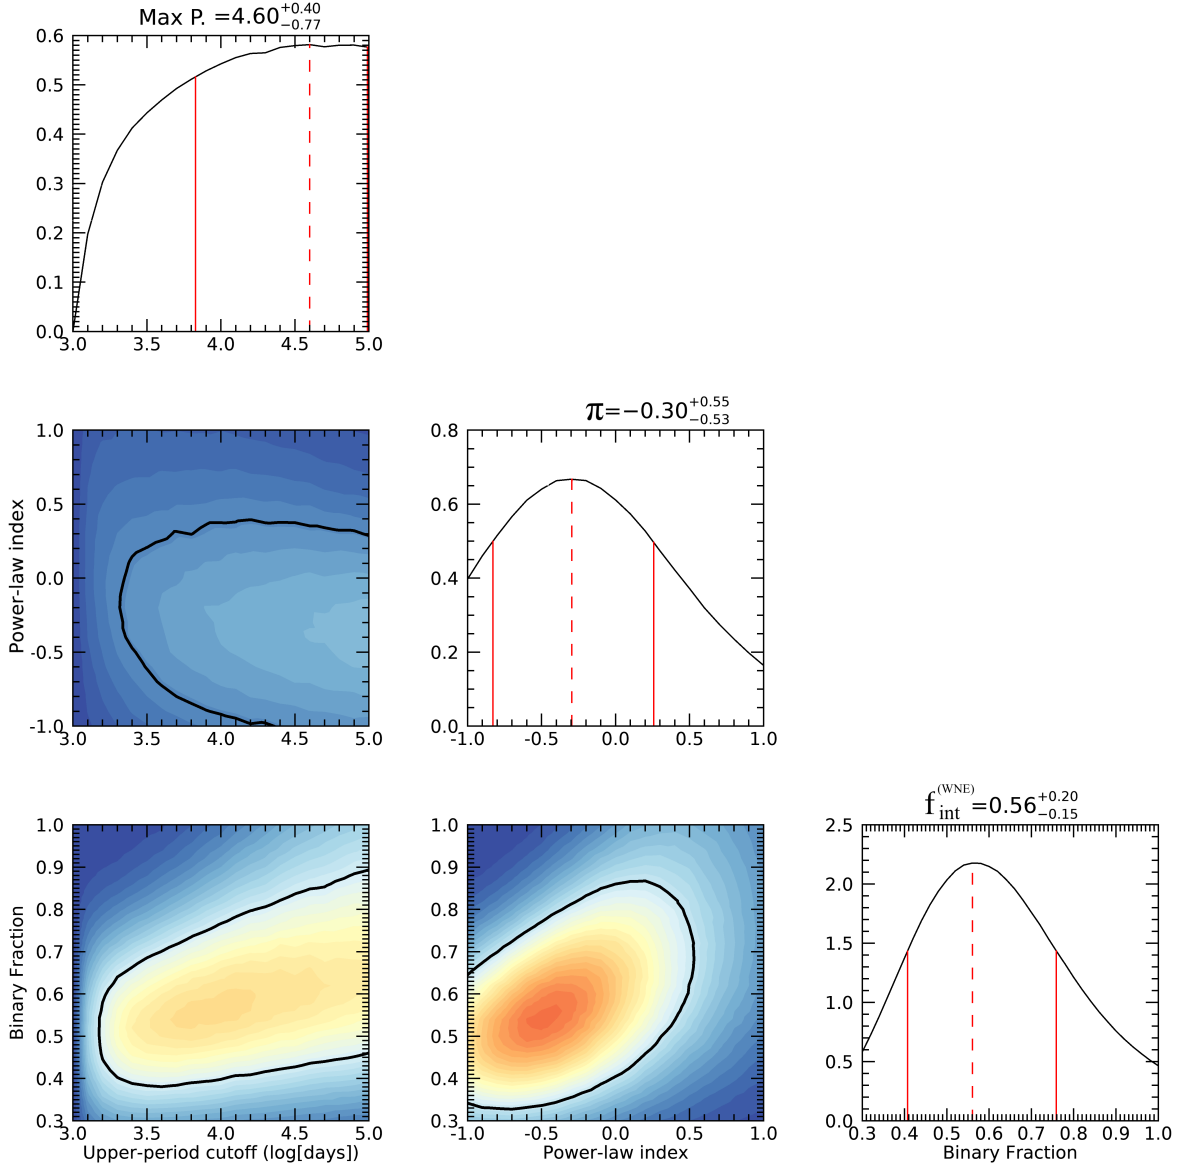 Max P. =4.60 +0.40 −0.77
0.6
0.5
0.4
0.3
0.2
0.1
0.0
3.0 3.5 4.0 4.5 5.0
π=−0.30 +0.55 −0.53
Power-law index
1.0
0.5
0.0
-0.5
-1.0
3.0 3.5 4.0 4.5 5.0
0.8
0.6
0.4
0.2
0.0
-1.0 -0.5 0.0 0.5 1.0
f int (WNE) =0.56 +0.20 −0.15
Binary Fraction
1.0
0.9
0.8
0.7
0.6
0.5
0.4
0.3
3.0 3.5 4.0 4.5 5.0
Upper-period cutoff (log[days])
1.0
0.9
0.8
0.7
0.6
0.5
0.4
0.3
-1.0 -0.5 0.0 0.5 1.0
Power-law index
2.5
2.0
1.5
1.0
0.5
0.0
0.3 0.4 0.5 0.6 0.7 0.8 0.9 1.0
Binary Fraction